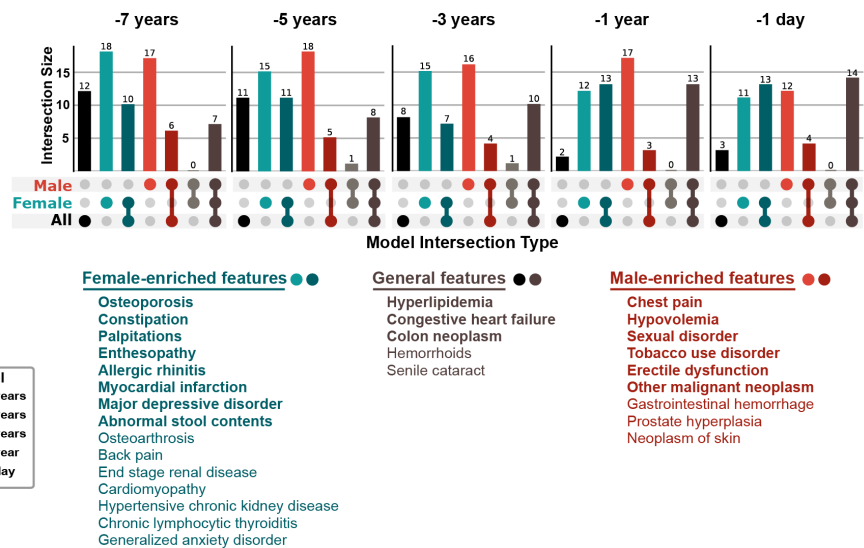 -7 years -5 years -3 years -1 year -1 day
Intersection Size
15
10
5
12 18 10 17 6 0 7
11 15 11 18 5 1 8
8 15 7 16 4 1 10
2 12 13 17 3 0 13
3 11 13 12 4 0 14
Male
Female
All
Model Intersection Type
Female-enriched features
Osteoporosis
Constipation
Palpitations
Enthesopathy
Allergic rhinitis
Myocardial infarction
Major depressive disorder
Abnormal stool contents
Osteoarthrosis
Back pain
End stage renal disease
Cardiomyopathy
Hypertensive chronic kidney disease
Chronic lymphocytic thyroiditis
Generalized anxiety disorder
General features
Hyperlipidemia
Congestive heart failure
Colon neoplasm
Hemorrhoids
Senile cataract
Male-enriched features
Chest pain
Hypovolemia
Sexual disorder
Tobacco use disorder
Erectile dysfunction
Other malignant neoplasm
Gastrointestinal hemorrhage
Prostate hyperplasia
Neoplasm of skin
l
ears
ears
ears
ear
lay